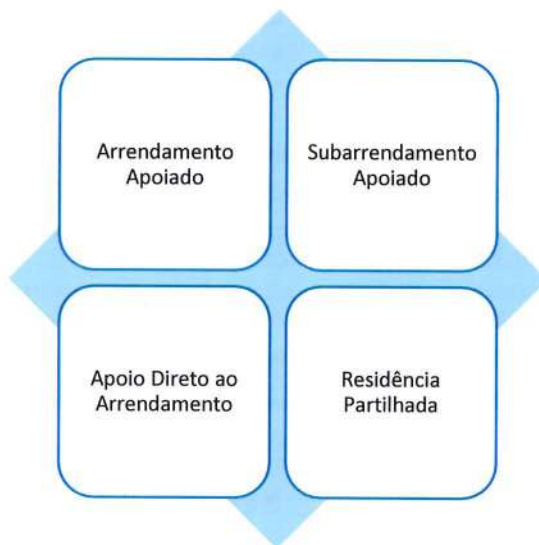 Arrendamento
Apoiado
Subarrendamento
Apoiado
Apoio Direto ao
Arrendamento
Residência
Partilhada